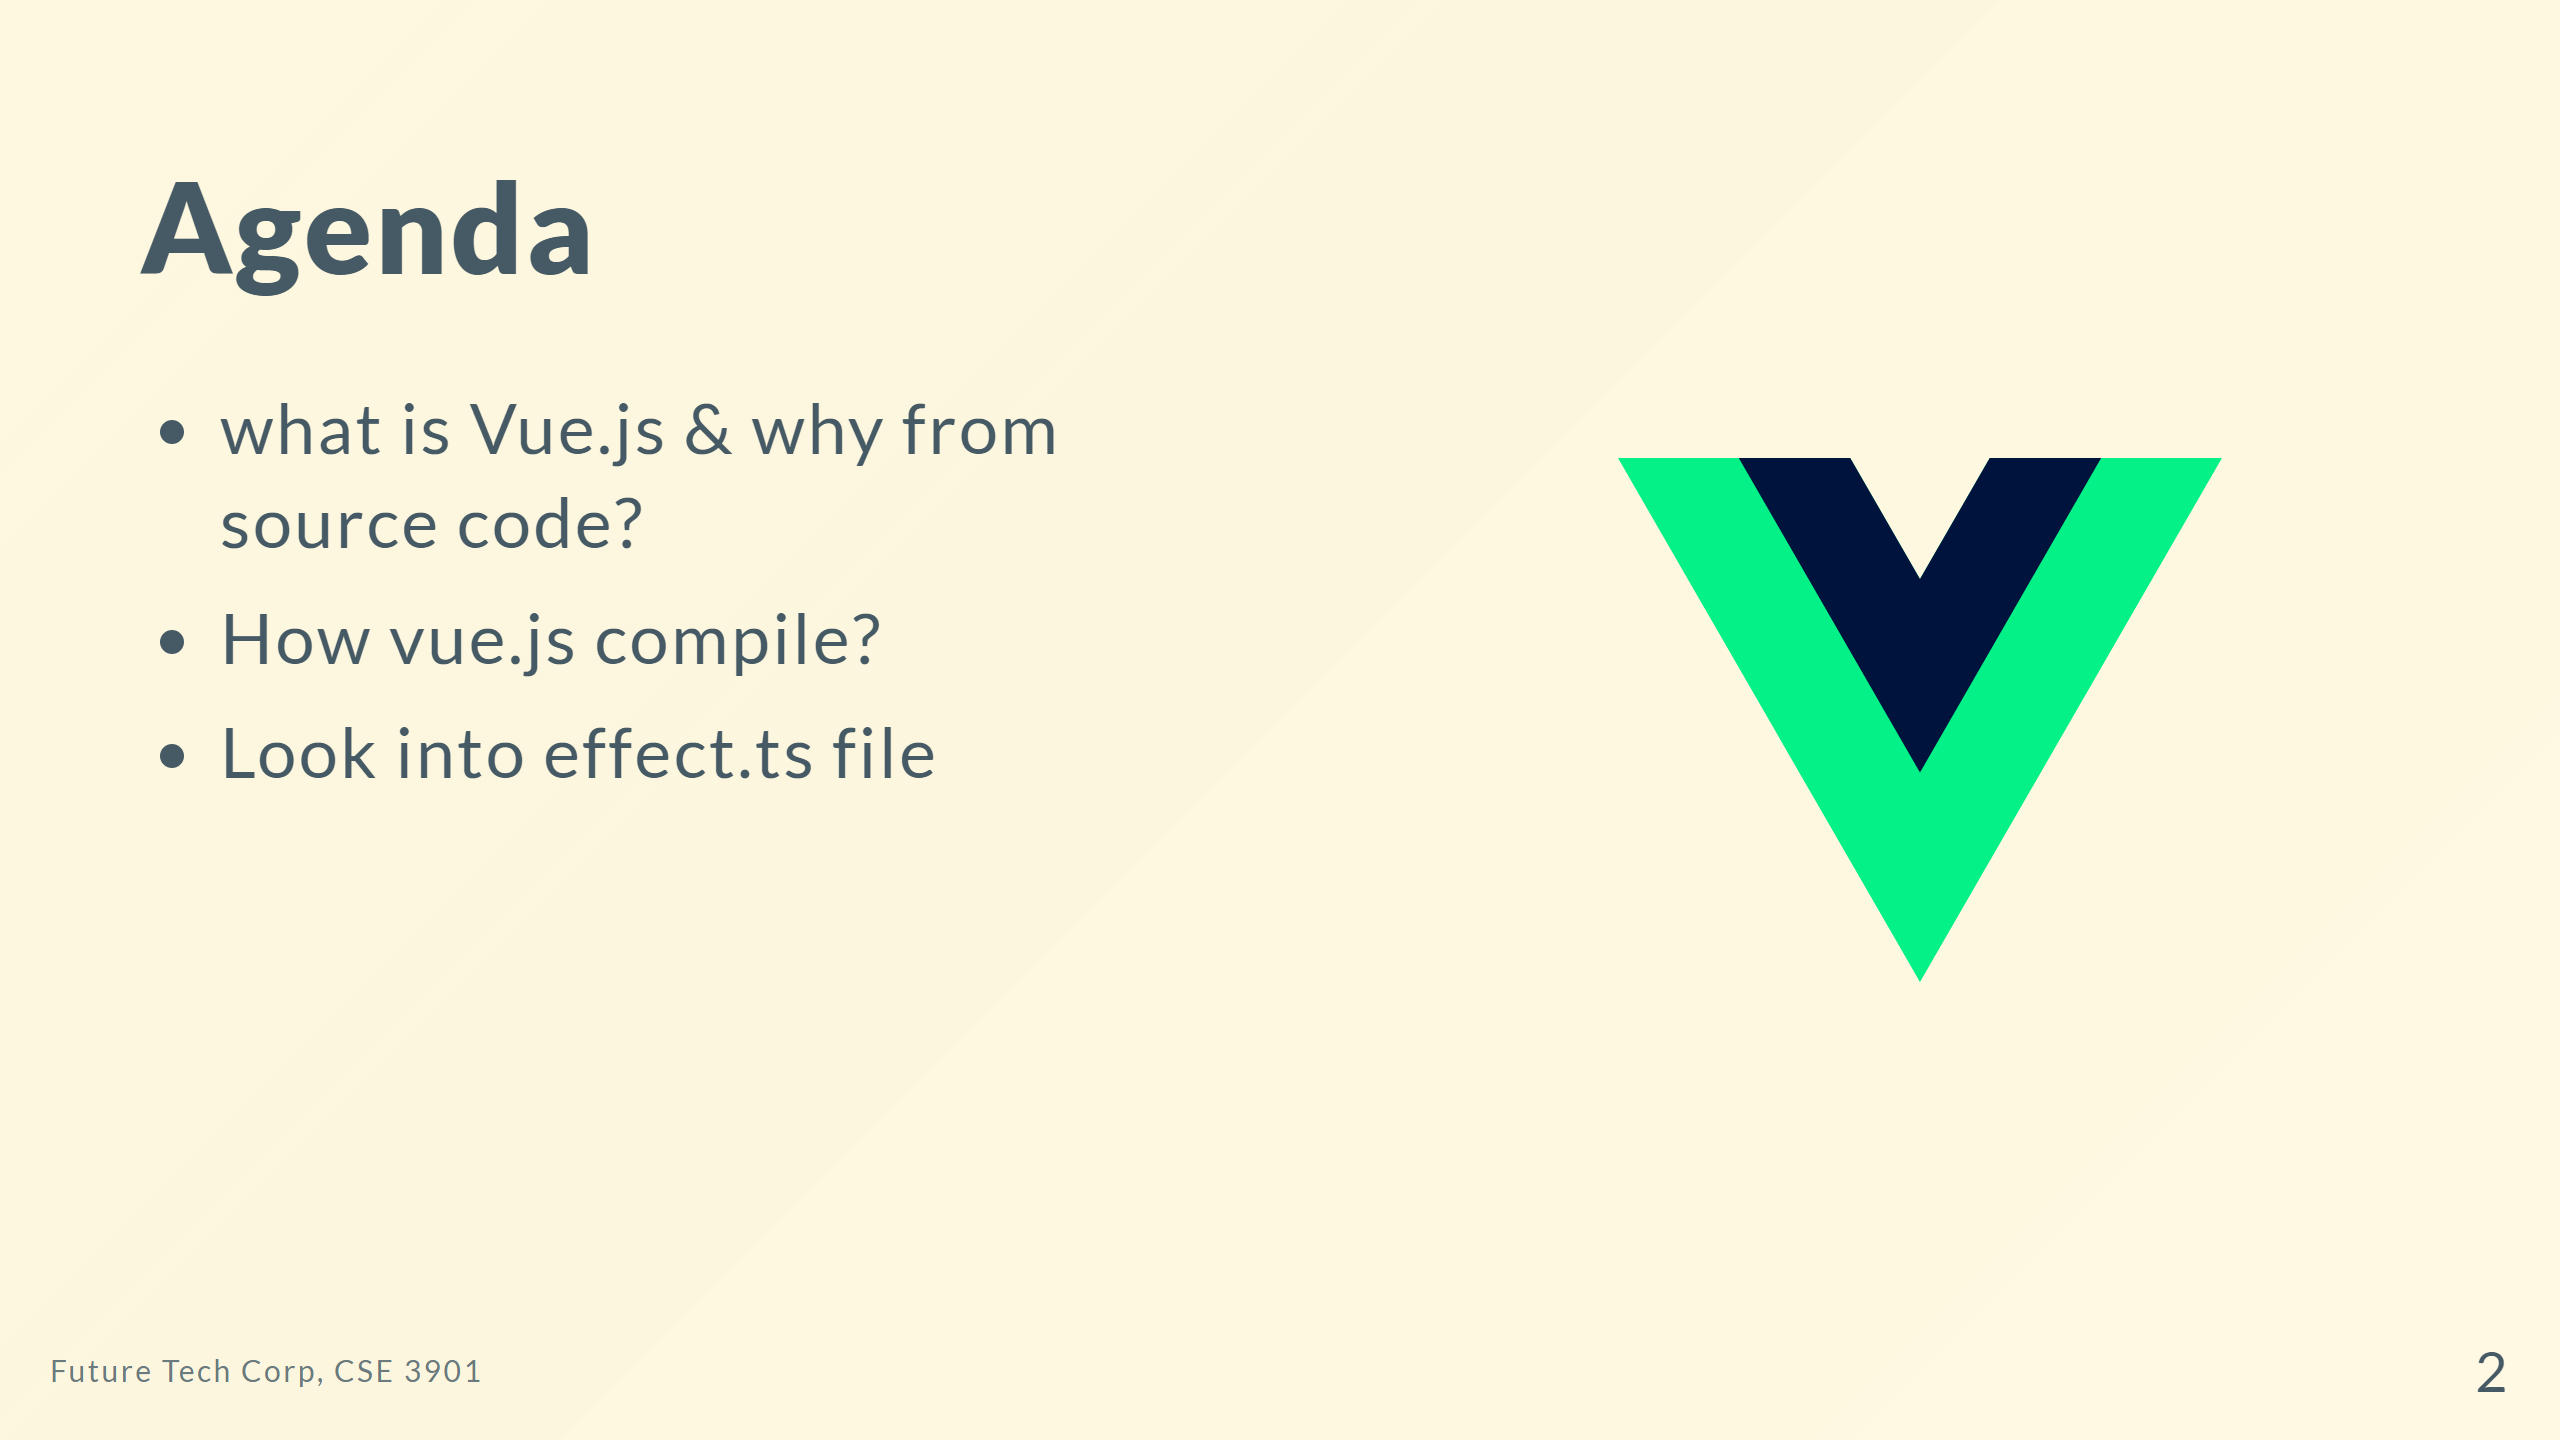 Agenda
• what is Vue.js & why from
source code?
• How vue.js compile?
• Look into effect.ts file
Future Tech Corp, CSE 3901
2